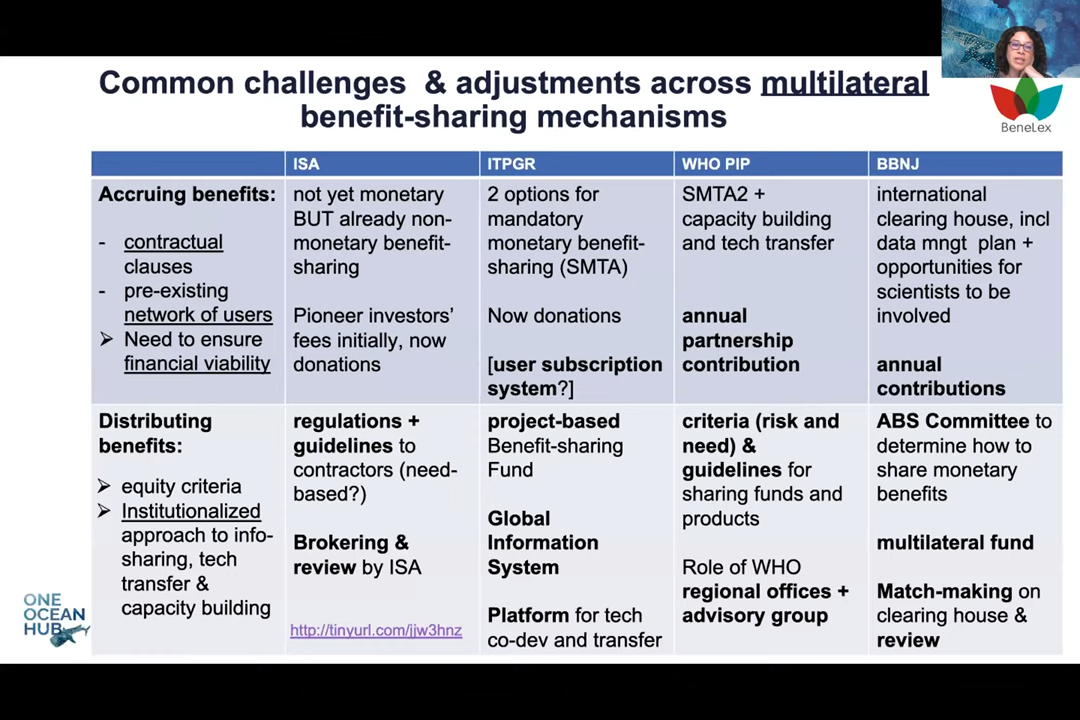 Common challenges & adjustments across multilateral
benefit-sharing mechanisms
BeneLex
ISA
ITPGR
WHO PIP
BBNJ
Accruing benefits:
- contractual
clauses
- pre-existing
network of users
➢ Need to ensure
financial viability
not yet monetary
BUT already non-
monetary benefit-
sharing
Pioneer investors’
fees initially, now
donations
2 options for
mandatory
monetary benefit-
sharing (SMTA)
Now donations
[user subscription
system?]
SMTA2 +
capacity building
and tech transfer
annual
partnership
contribution
international
clearing house, incl
data mngt plan +
opportunities for
scientists to be
involved
annual
contributions
Distributing
benefits:
➢ equity criteria
➢ Institutionalized
approach to info-
sharing, tech
transfer &
capacity building
regulations +
guidelines to
contractors (need-
based?)
Brokering &
review by ISA
http://tinyurl.com/jjw3hnz
project-based
Benefit-sharing
Fund
Global
Information
System
Platform for tech
co-dev and transfer
criteria (risk and
need) &
guidelines for
sharing funds and
products
Role of WHO
regional offices +
advisory group
ABS Committee to
determine how to
share monetary
benefits
multilateral fund
Match-making on
clearing house &
review
ONE
OCEAN
HUB